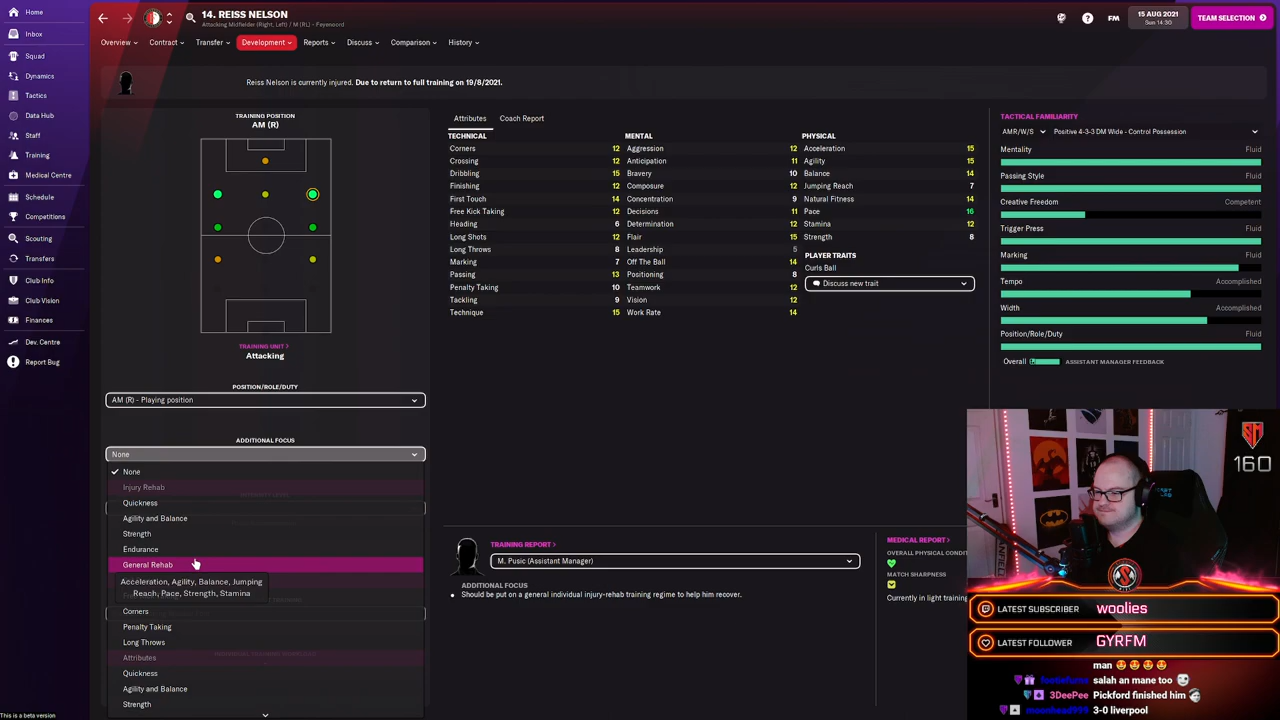 Home
Inbox
Squad
Dynamics
Tactics
Data Hub
Staff
Training
Medical Centre
Schedule
Competitions
Scouting
Transfers
Club Info
Club Vision
Finances
Dev. Centre
Report Bug
This is a beta version
14. REISS NELSON
Attacking Midfielder (Right, Left) / M (RL) - Feyenoord
FM
15 AUG 2021
Sun 14:30
TEAM SELECTION
Overview
Contract
Transfer
Development
Reports
Discuss
Comparison
History
Reiss Nelson is currently injured. Due to return to full training on 19/8/2021.
TRAINING POSITION
AM (R)
TRAINING UNIT >
Attacking
POSITION/ROLE/DUTY
AM (R) - Playing position
ADDITIONAL FOCUS
None
None
Injury Rehab
Quickness
Agility and Balance
Strength
Endurance
General Rehab
Acceleration, Agility, Balance, Jumping
Reach, Pace, Strength, Stamina
Corners
Penalty Taking
Long Throws
Attributes
Quickness
Agility and Balance
Strength
Attributes Coach Report
TECHNICAL
Corners 12
Crossing 12
Dribbling 15
Finishing 12
First Touch 14
Free Kick Taking 12
Heading 6
Long Shots 12
Long Throws 8
Marking 7
Passing 13
Penalty Taking 10
Tackling 9
Technique 15
MENTAL
Aggression 12
Anticipation 11
Bravery 10
Composure 12
Concentration 9
Decisions 11
Determination 12
Flair 15
Leadership 5
Off The Ball 14
Positioning 8
Teamwork 12
Vision 12
Work Rate 14
PHYSICAL
Acceleration 15
Agility 15
Balance 14
Jumping Reach 7
Natural Fitness 14
Pace 16
Stamina 12
Strength 8
PLAYER TRAITS
Curls Ball
Discuss new trait
TACTICAL FAMILIARITY
AMR/W/S Positive 4-3-3 DM Wide - Control Possession
Mentality Fluid
Passing Style Fluid
Creative Freedom Competent
Trigger Press Fluid
Marking Fluid
Tempo Accomplished
Width Accomplished
Position/Role/Duty Fluid
Overall ASSISTANT MANAGER FEEDBACK
TRAINING REPORT >
M. Pusic (Assistant Manager)
ADDITIONAL FOCUS
Should be put on a general individual injury-rehab training regime to help him recover.
MEDICAL REPORT >
OVERALL PHYSICAL CONDIT
MATCH SHARPNESS
Currently in light training
SM
160
LATEST SUBSCRIBER woolies
LATEST FOLLOWER GYRFM
man
salah an mane too
3DeePee Pickford finished him
3-0 liverpool